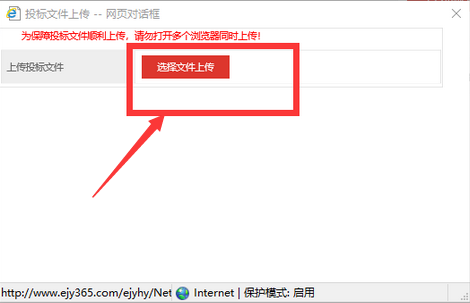 投标文件上传 -- 网页对话框
为保障投标文件顺利上传，请勿打开多个浏览器同时上传！
上传投标文件
选择文件上传
http://www.ejy365.com/ejyhy/Net Internet | 保护模式: 启用